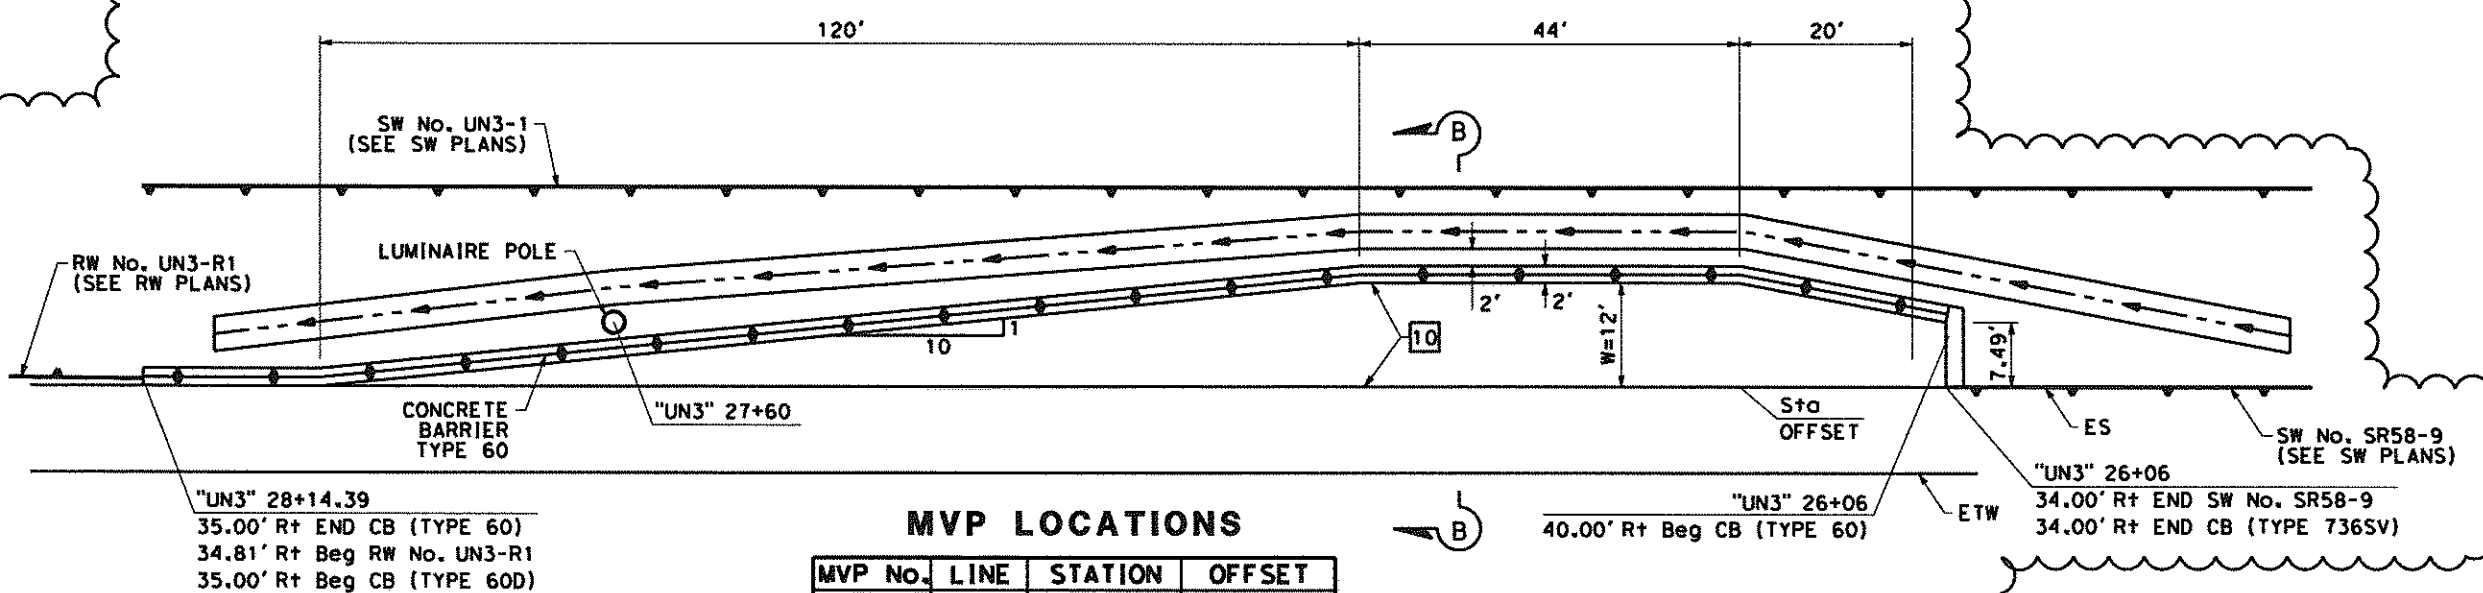 120'
44'
20'
SW No. UN3-1
(SEE SW PLANS)
B
LUMINAIRE POLE
RW No. UN3-R1
(SEE RW PLANS)
2'
2'
W=12'
10
1
10
7.49'
CONCRETE
BARRIER
TYPE 60
"UN3" 27+60
Sta
OFFSET
ES
SW No. SR58-9
(SEE SW PLANS)
"UN3" 28+14.39
35.00' Rt END CB (TYPE 60)
34.81' Rt Beg RW No. UN3-R1
35.00' Rt Beg CB (TYPE 60D)
MVP LOCATIONS
B
"UN3" 26+06
40.00' Rt Beg CB (TYPE 60)
ETW
"UN3" 26+06
34.00' Rt END SW No. SR58-9
34.00' Rt END CB (TYPE 736SV)
MVP No. LINE STATION OFFSET